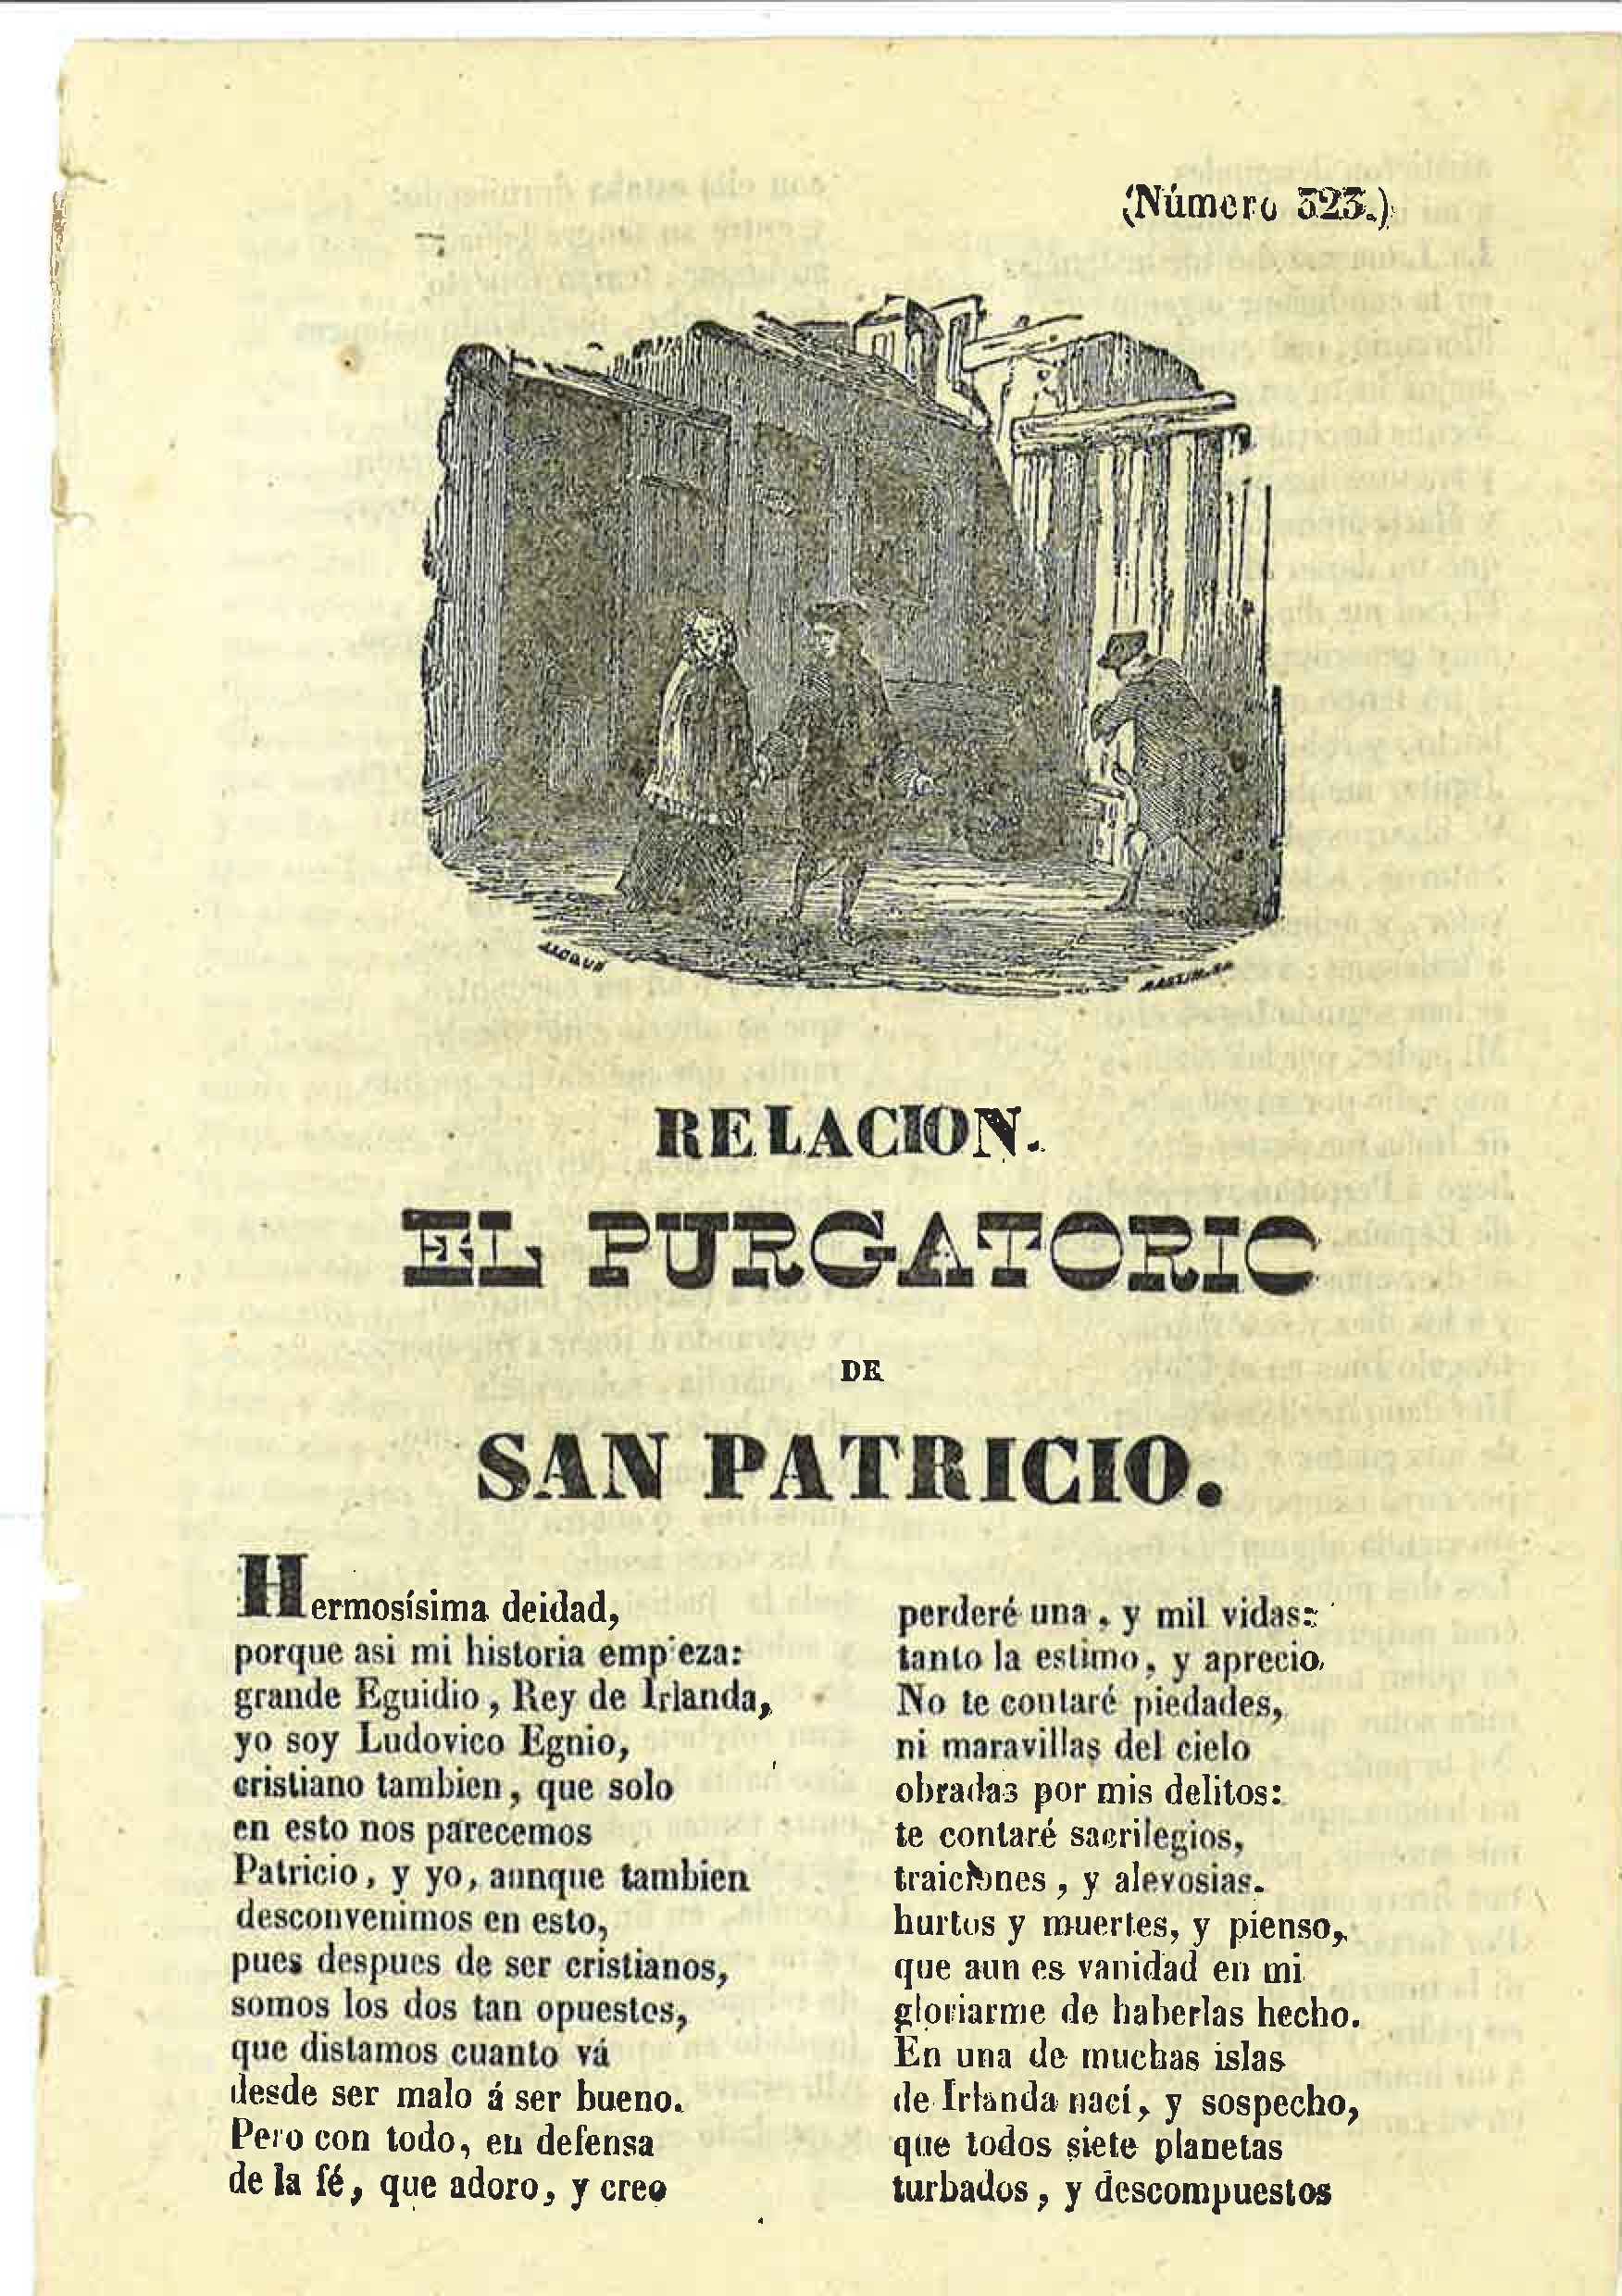 (Número 323.)
RELACION.
EL PURGATORIO
DE
SAN PATRICIO.
Hermosísima deidad,
porque asi mi historia empieza:
grande Eguidio, Rey de Irlanda,
yo soy Ludovico Egnio,
cristiano tambien, que solo
en esto nos parecemos
Patricio, y yo, aunque tambien
desconvenimos en esto,
pues despues de ser cristianos,
somos los dos tan opuestos,
que distamos cuanto vá
desde ser malo á ser bueno.
Pero con todo, en defensa
de la fé, que adoro, y creo
perderé una, y mil vidas:
tanto la estimo, y aprecio.
No te contaré piedades,
ni maravillas del cielo
obradas por mis delitos:
te contaré sacrilegios,
traiciones, y alevosias.
hurtos y muertes, y pienso,
que aun es vanidad en mi
gloriarme de haberlas hecho.
En una de muchas islas
de Irlanda nací, y sospecho,
que todos siete planetas
turbados, y descompuestos